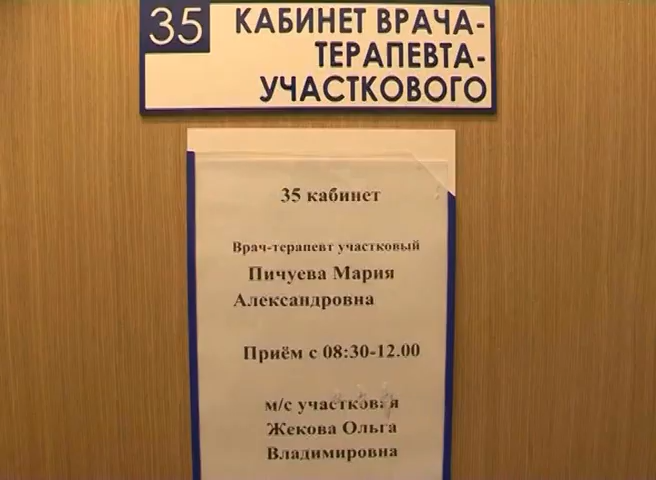 35
КАБИНЕТ ВРАЧА-
ТЕРАПЕВТА-
УЧАСТКОВОГО
35 кабинет
Врач-терапевт участковый
Пичуева Мария
Александровна
Приём с 08:30-12.00
м/с участковая
Жекова Ольга
Владимировна